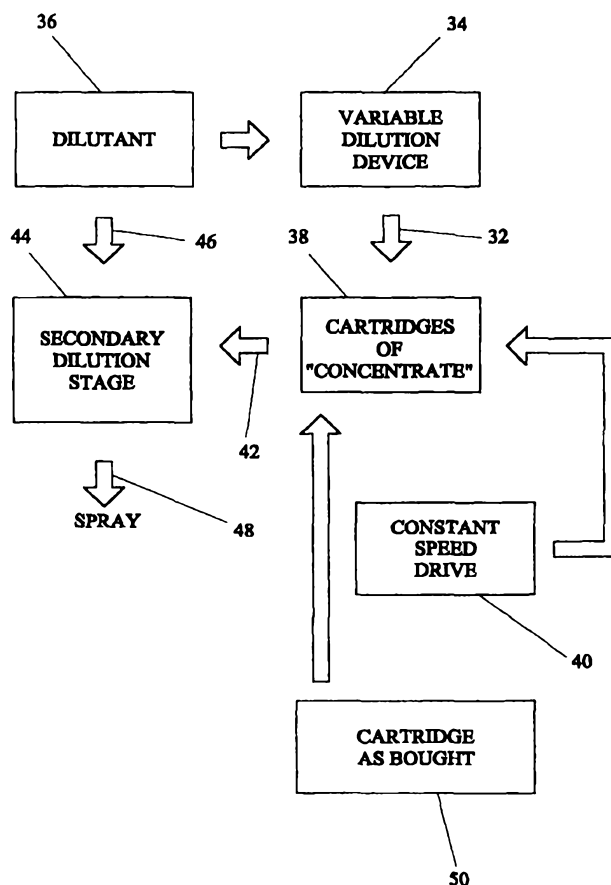 36
34
DILUTANT
VARIABLE
DILUTION
DEVICE
44
46
38
32
SECONDARY
DILUTION
STAGE
CARTRIDGES
OF
"CONCENTRATE"
42
SPRAY
48
CONSTANT
SPEED
DRIVE
40
CARTRIDGE
AS BOUGHT
50